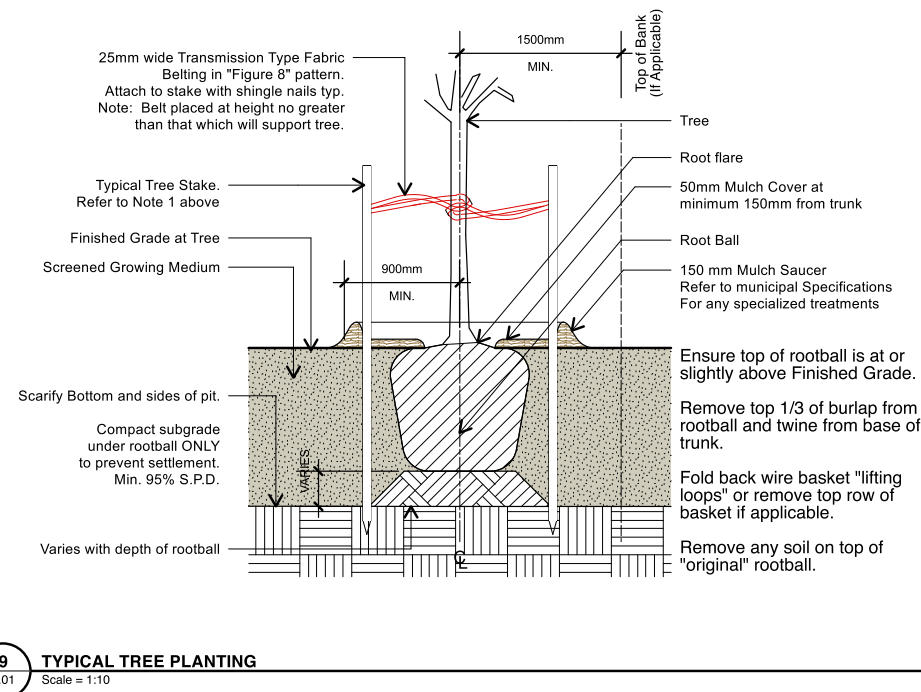 1500mm
MIN.
Top of Bank
(If Applicable)
25mm wide Transmission Type Fabric
Belting in "Figure 8" pattern.
Attach to stake with shingle nails typ.
Note:  Belt placed at height no greater
than that which will support tree.
Typical Tree Stake.
Refer to Note 1 above
Finished Grade at Tree
Screened Growing Medium
900mm
MIN.
Scarify Bottom and sides of pit.
Compact subgrade
under rootball ONLY
to prevent settlement.
Min. 95% S.P.D.
VARIES
Varies with depth of rootball
CL
Tree
Root flare
50mm Mulch Cover at
minimum 150mm from trunk
Root Ball
150 mm Mulch Saucer
Refer to municipal Specifications
For any specialized treatments
Ensure top of rootball is at or
slightly above Finished Grade.
Remove top 1/3 of burlap from
rootball and twine from base of
trunk.
Fold back wire basket "lifting
loops" or remove top row of
basket if applicable.
Remove any soil on top of
"original" rootball.
9
.01
TYPICAL TREE PLANTING
Scale = 1:10